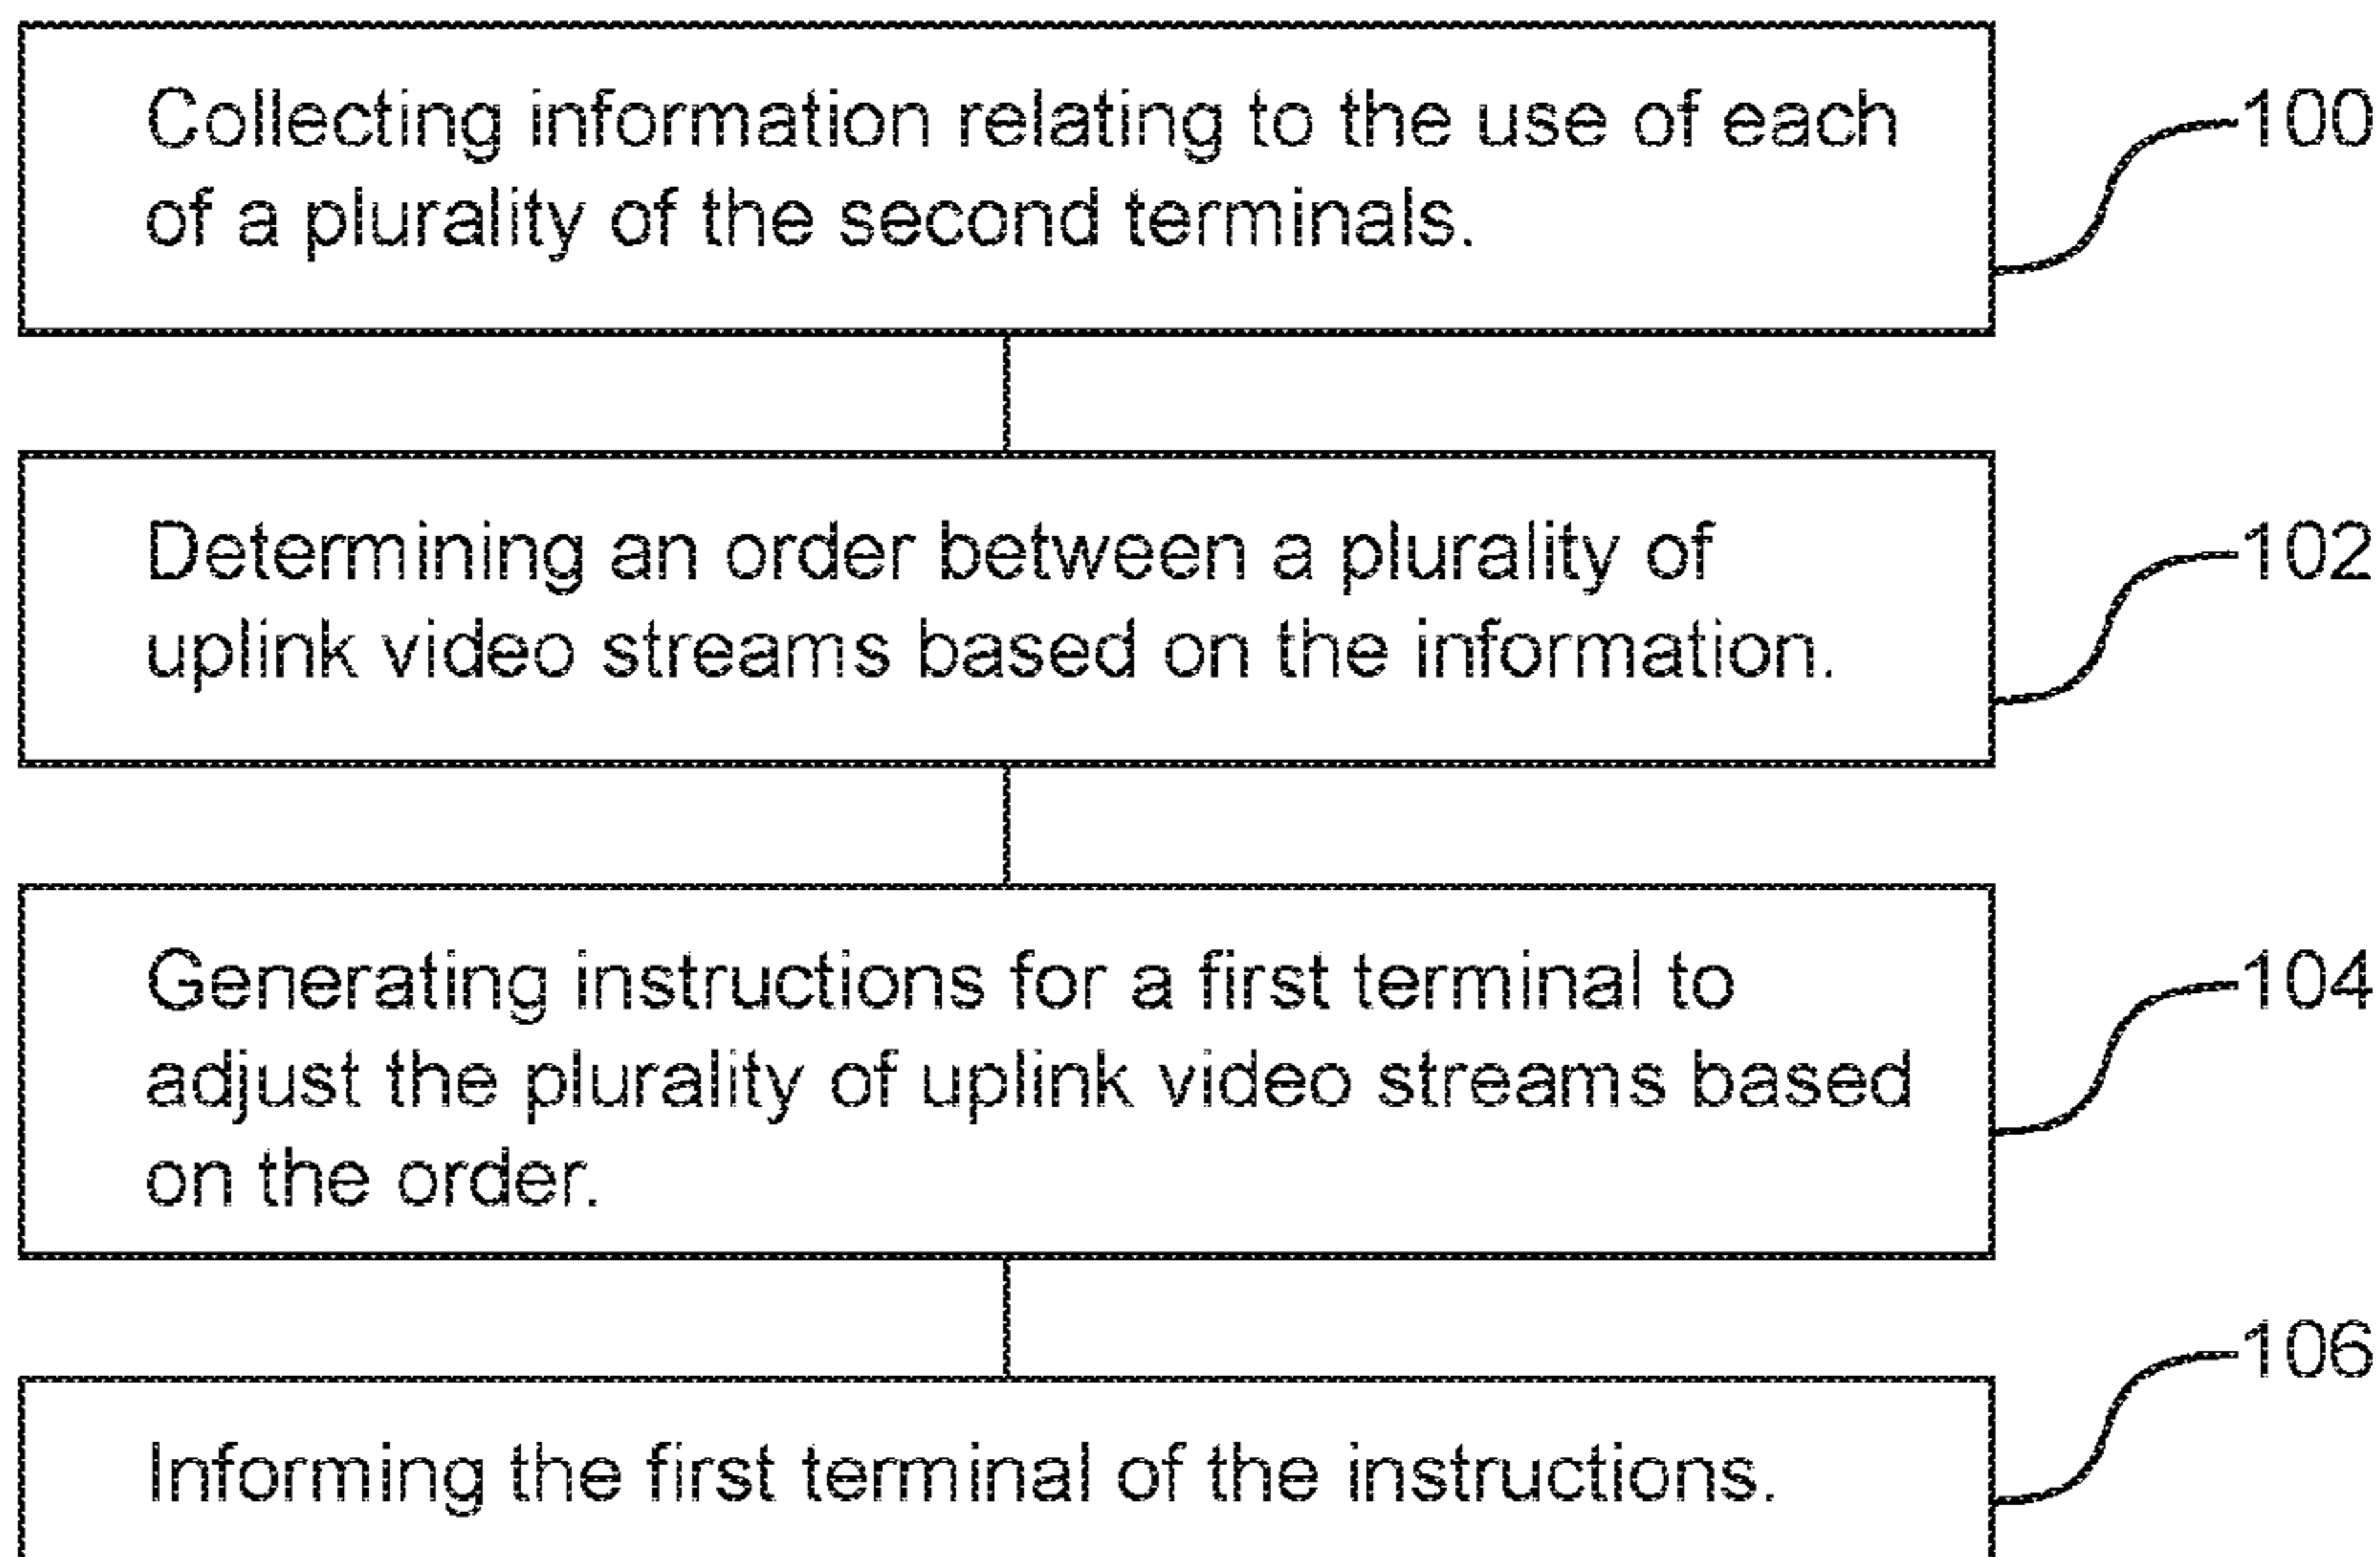 Collecting information relating to the use of each
of a plurality of the second terminals.
100
Determining an order between a plurality of
uplink video streams based on the information.
102
Generating instructions for a first terminal to
adjust the plurality of uplink video streams based
on the order.
104
Informing the first terminal of the instructions.
106